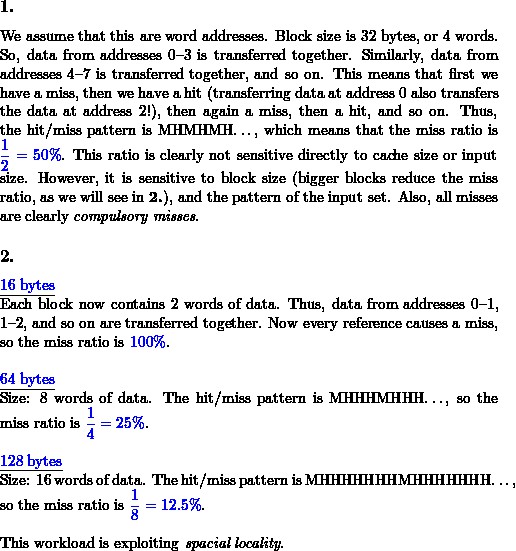 1.
We assume that this are word addresses. Block size is 32 bytes, or 4 words.
So, data from addresses 0–3 is transferred together. Similarly, data from
addresses 4–7 is transferred together, and so on. This means that first we
have a miss, then we have a hit (transferring data at address 0 also transfers
the data at address 2!), then again a miss, then a hit, and so on. Thus,
the hit/miss pattern is MHMHMH..., which means that the miss ratio is
1/2 = 50%. This ratio is clearly not sensitive directly to cache size or input
size. However, it is sensitive to block size (bigger blocks reduce the miss
ratio, as we will see in 2.), and the pattern of the input set. Also, all misses
are clearly compulsory misses.
2.
16 bytes
Each block now contains 2 words of data. Thus, data from addresses 0–1,
1–2, and so on are transferred together. Now every reference causes a miss,
so the miss ratio is 100%.
64 bytes
Size: 8 words of data. The hit/miss pattern is MHHHMHHH..., so the
miss ratio is 1/4 = 25%.
128 bytes
Size: 16 words of data. The hit/miss pattern is MHHHHHHHMHHHHHHH...,
so the miss ratio is 1/8 = 12.5%.
This workload is exploiting spacial locality.